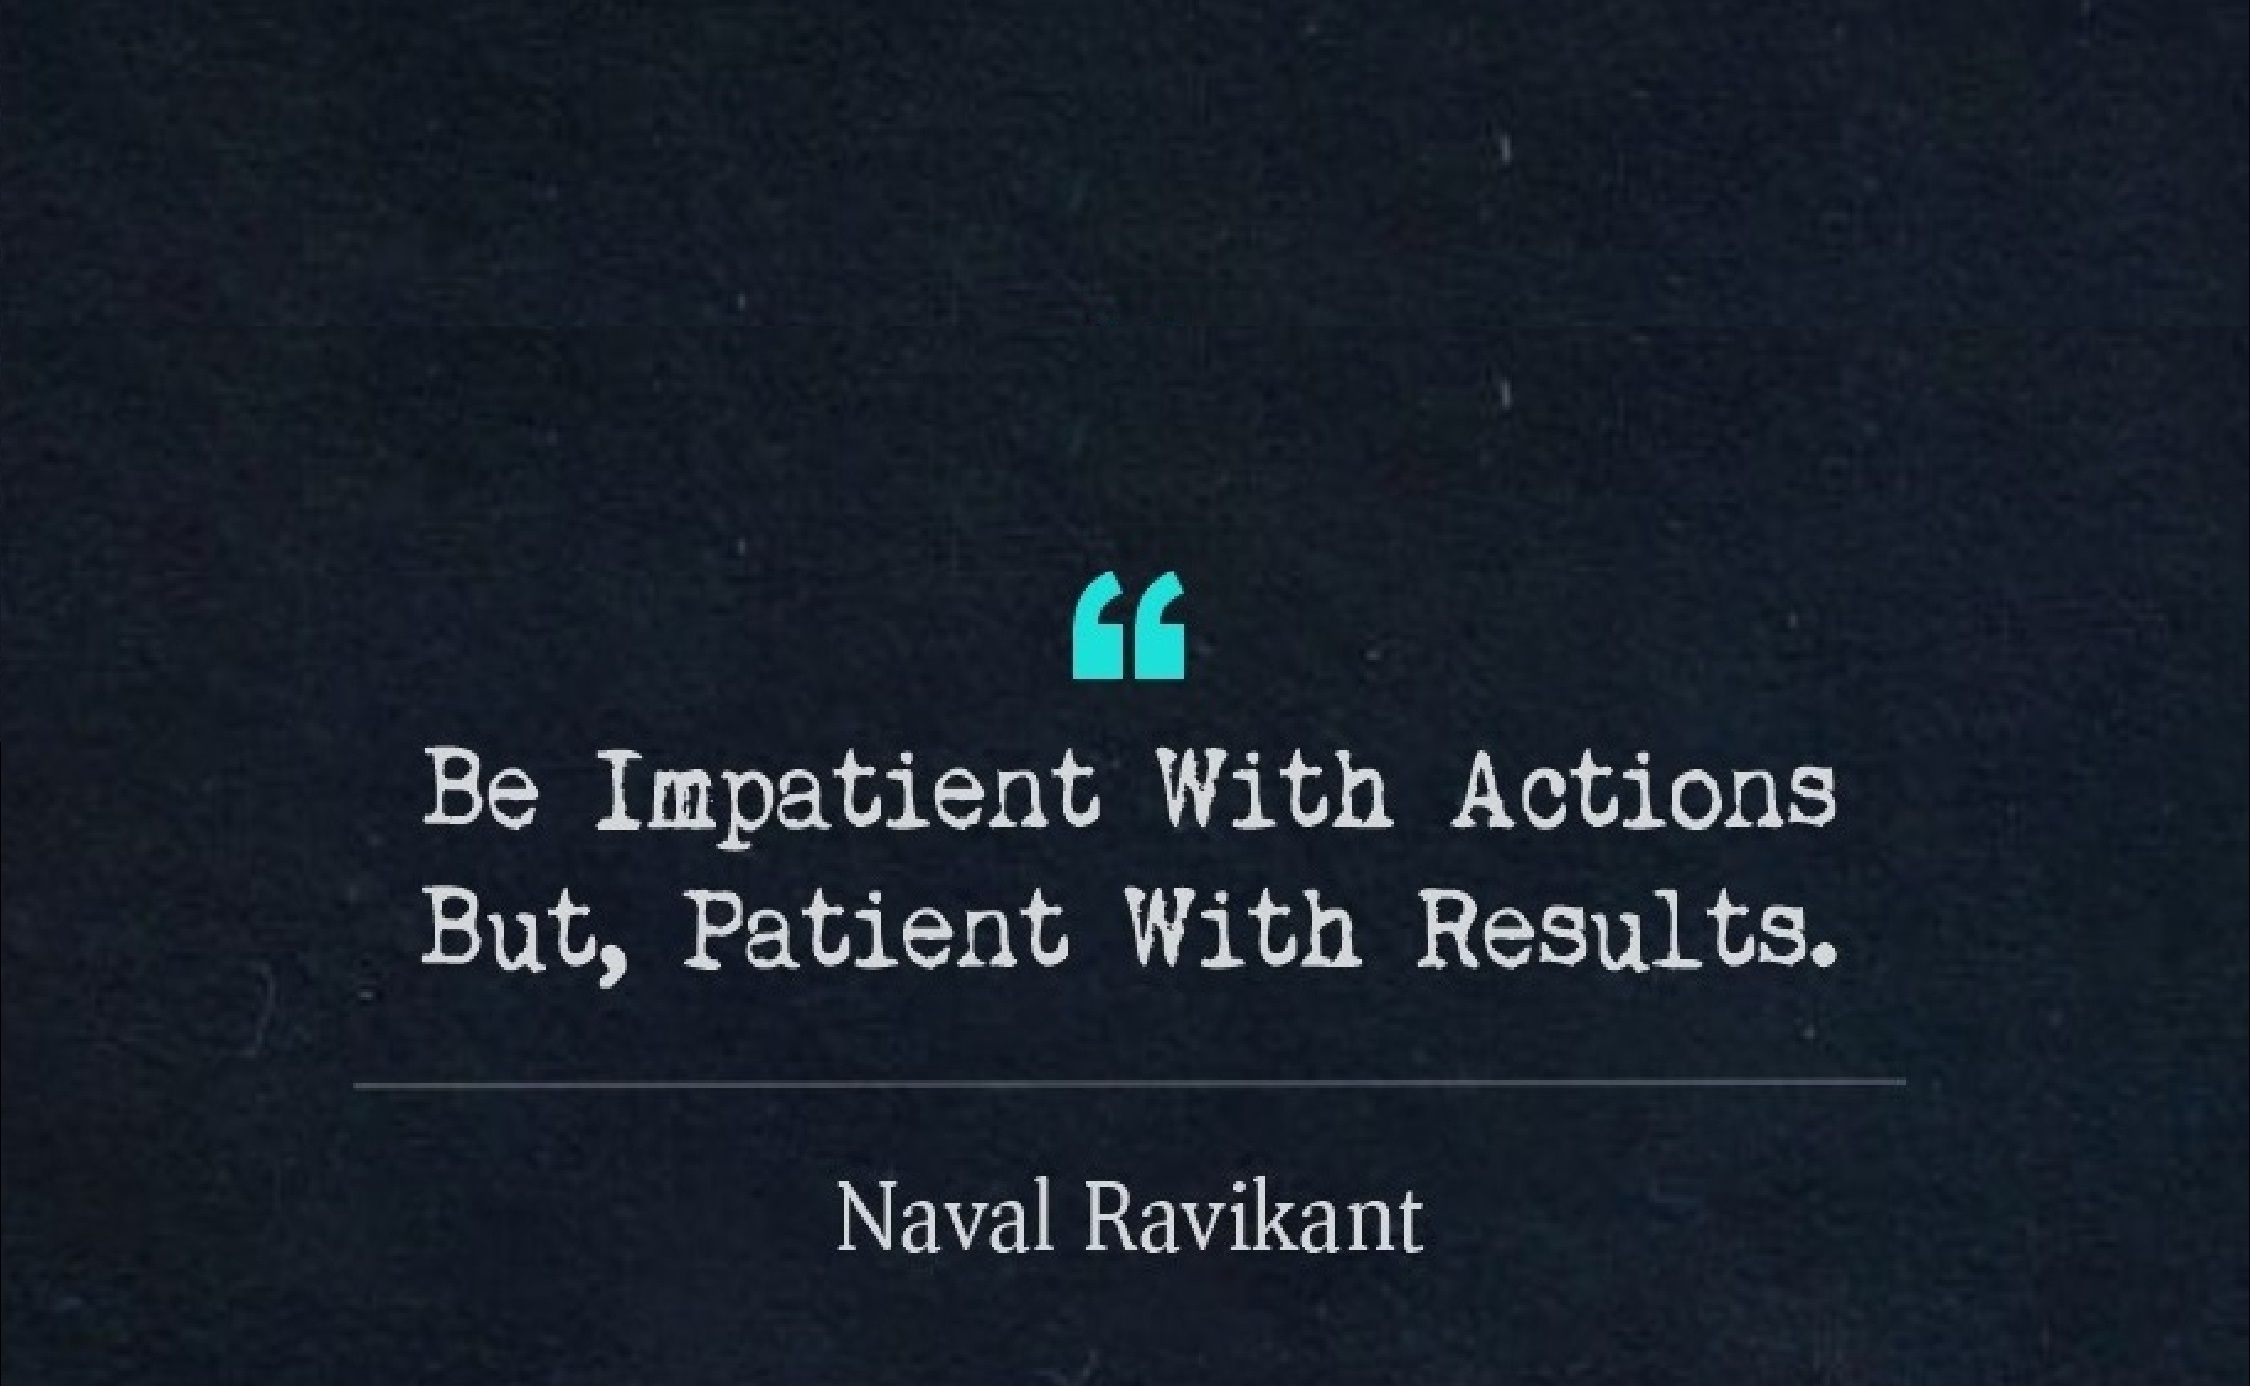 “
Be Impatient With Actions
But, Patient With Results.
Naval Ravikant